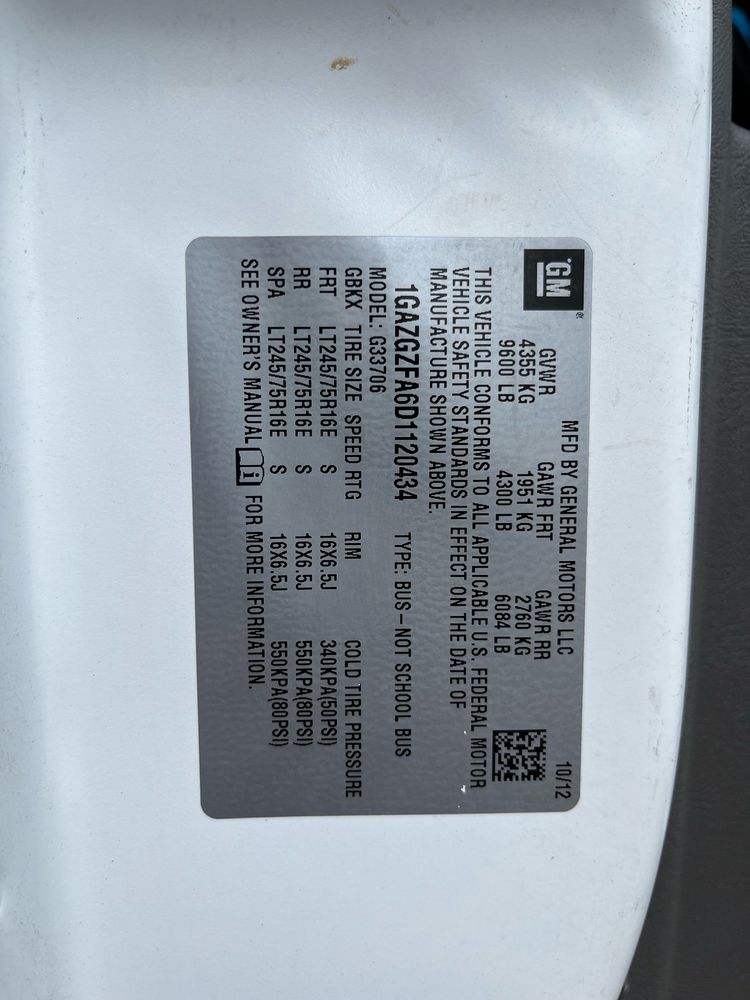 GM®
MFD BY GENERAL MOTORS LLC 10/12
GVWR GAWR FRT GAWR RR
4355 KG 1951 KG 2760 KG
9600 LB 4300 LB 6084 LB
THIS VEHICLE CONFORMS TO ALL APPLICABLE U.S. FEDERAL MOTOR
VEHICLE SAFETY STANDARDS IN EFFECT ON THE DATE OF
MANUFACTURE SHOWN ABOVE.
1GAZGZFA6D1120434 TYPE: BUS–NOT SCHOOL BUS
MODEL: G33706
GBKX TIRE SIZE SPEED RTG RIM COLD TIRE PRESSURE
FRT LT245/75R16E S 16X6.5J 340KPA(50PSI)
RR LT245/75R16E S 16X6.5J 550KPA(80PSI)
SPA LT245/75R16E S 16X6.5J 550KPA(80PSI)
SEE OWNER'S MANUAL i FOR MORE INFORMATION.